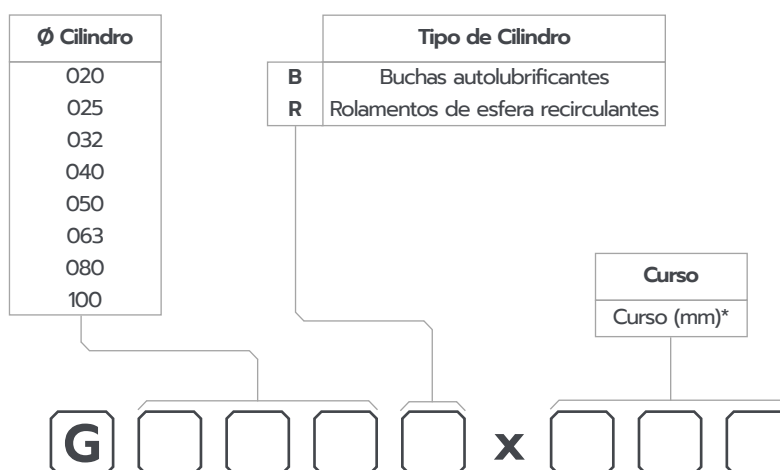 Ø Cilindro
020
025
032
040
050
063
080
100
Tipo de Cilindro
B Buchas autolubrificantes
R Rolamentos de esfera recirculantes
Curso
Curso (mm)*
G x